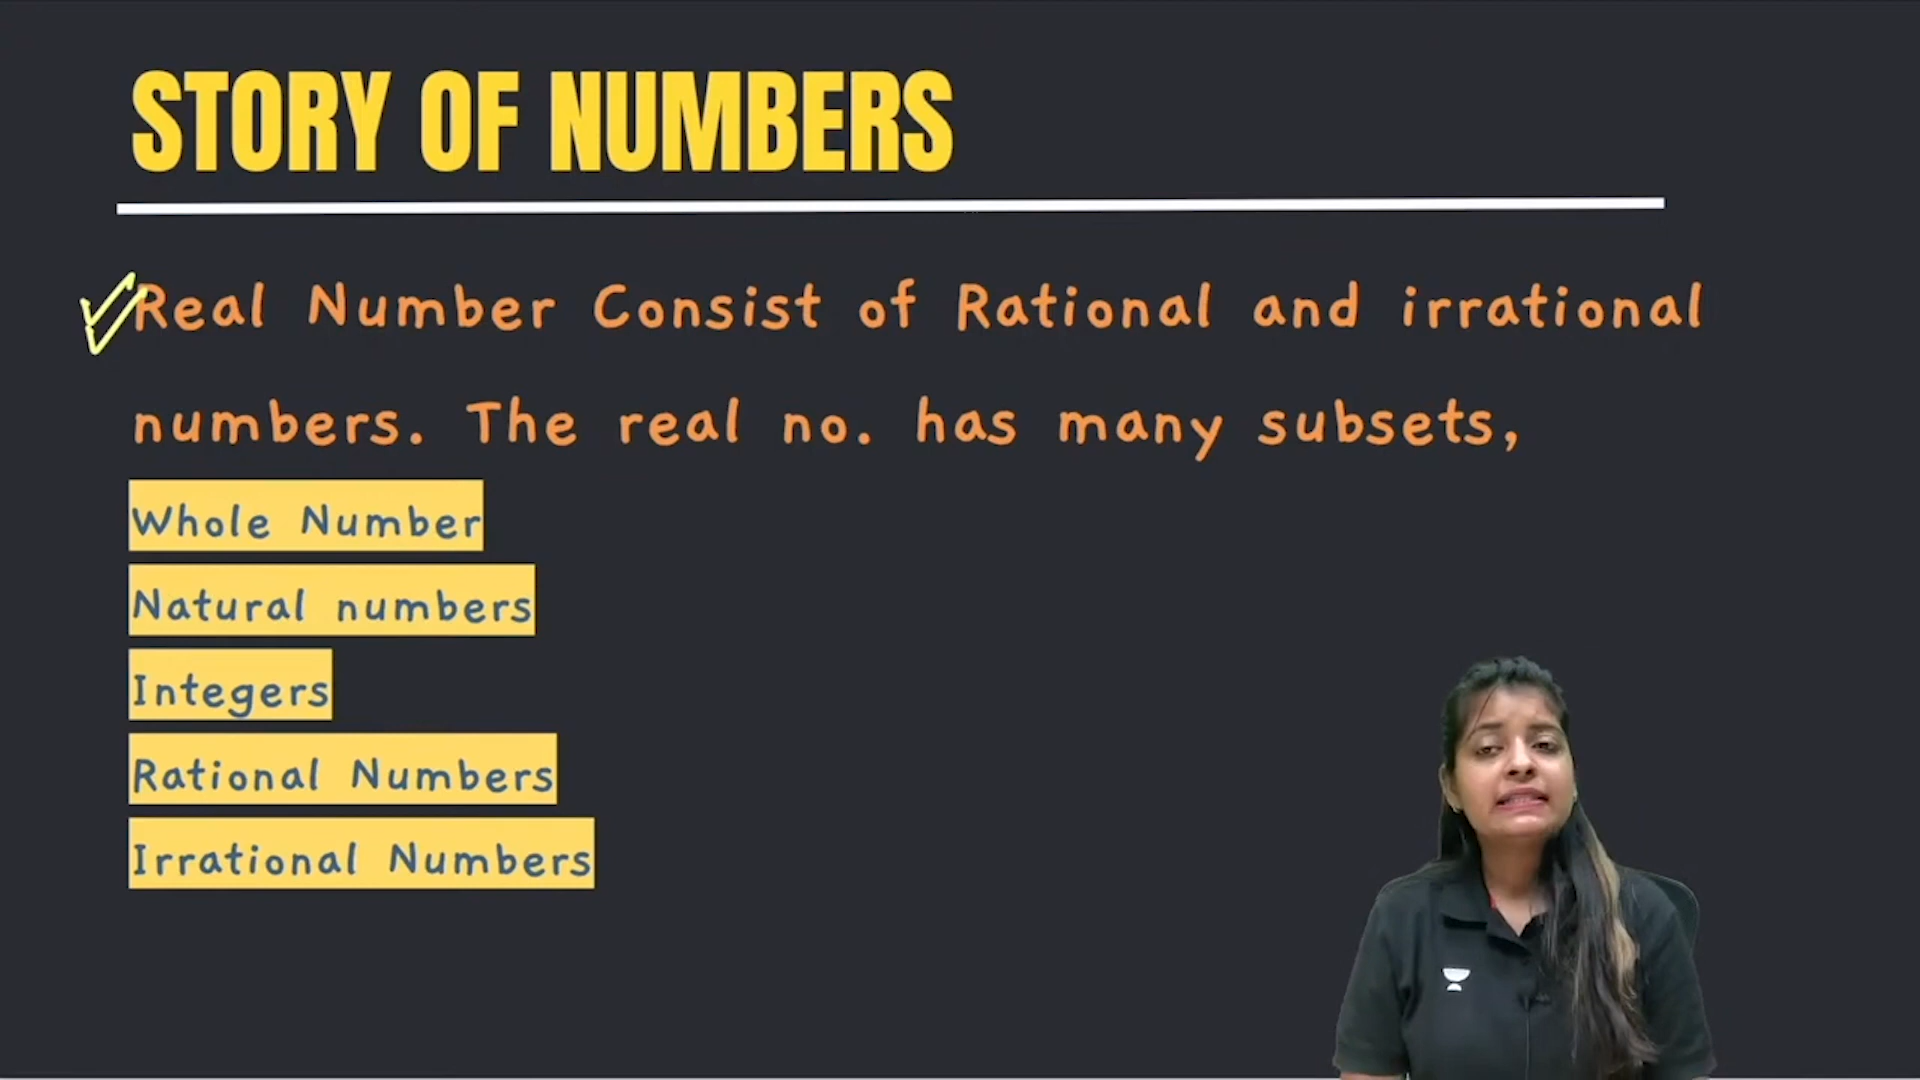 STORY OF NUMBERS
Real Number Consist of Rational and irrational
numbers. The real no. has many subsets,
Whole Number
Natural numbers
Integers
Rational Numbers
Irrational Numbers